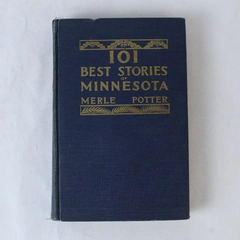 101
BEST STORIES
OF
MINNESOTA
MERLE POTTER